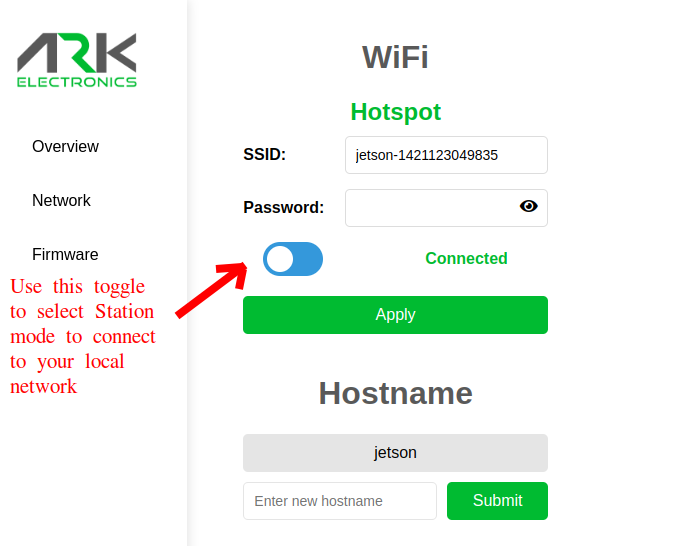 ARK
ELECTRONICS
Overview
Network
Firmware
Use this toggle
to select Station
mode to connect
to your local
network
WiFi
Hotspot
SSID: jetson-1421123049835
Password:
Connected
Apply
Hostname
jetson
Enter new hostname Submit